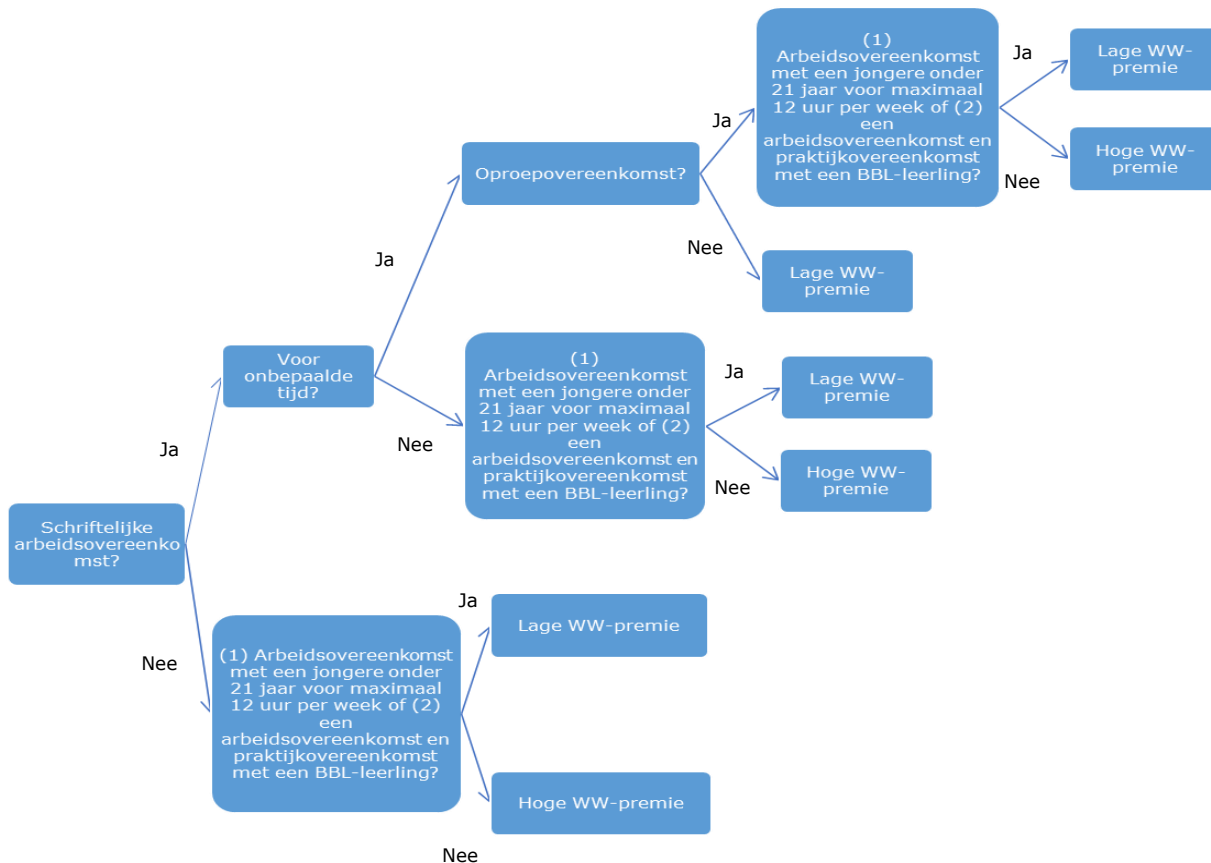 (1)
Arbeidsovereenkomst
met een jongere onder
21 jaar voor maximaal
12 uur per week of (2)
een
arbeidsovereenkomst en
praktijkovereenkomst
met een BBL-leerling?
Ja
Lage WW-
premie
Nee
Hoge WW-
premie
Ja
Oproepovereenkomst?
Nee
Lage WW-
premie
Ja
Voor
onbepaalde
tijd?
Nee
(1)
Arbeidsovereenkomst
met een jongere onder
21 jaar voor maximaal
12 uur per week of (2)
een
arbeidsovereenkomst en
praktijkovereenkomst
met een BBL-leerling?
Ja
Lage WW-
premie
Nee
Hoge WW-
premie
Ja
Schriftelijke
arbeidsovereenko
mst?
Nee
(1) Arbeidsovereenkomst
met een jongere onder
21 jaar voor maximaal
12 uur per week of (2)
een
arbeidsovereenkomst en
praktijkovereenkomst
met een BBL-leerling?
Ja
Lage WW-premie
Hoge WW-premie
Nee